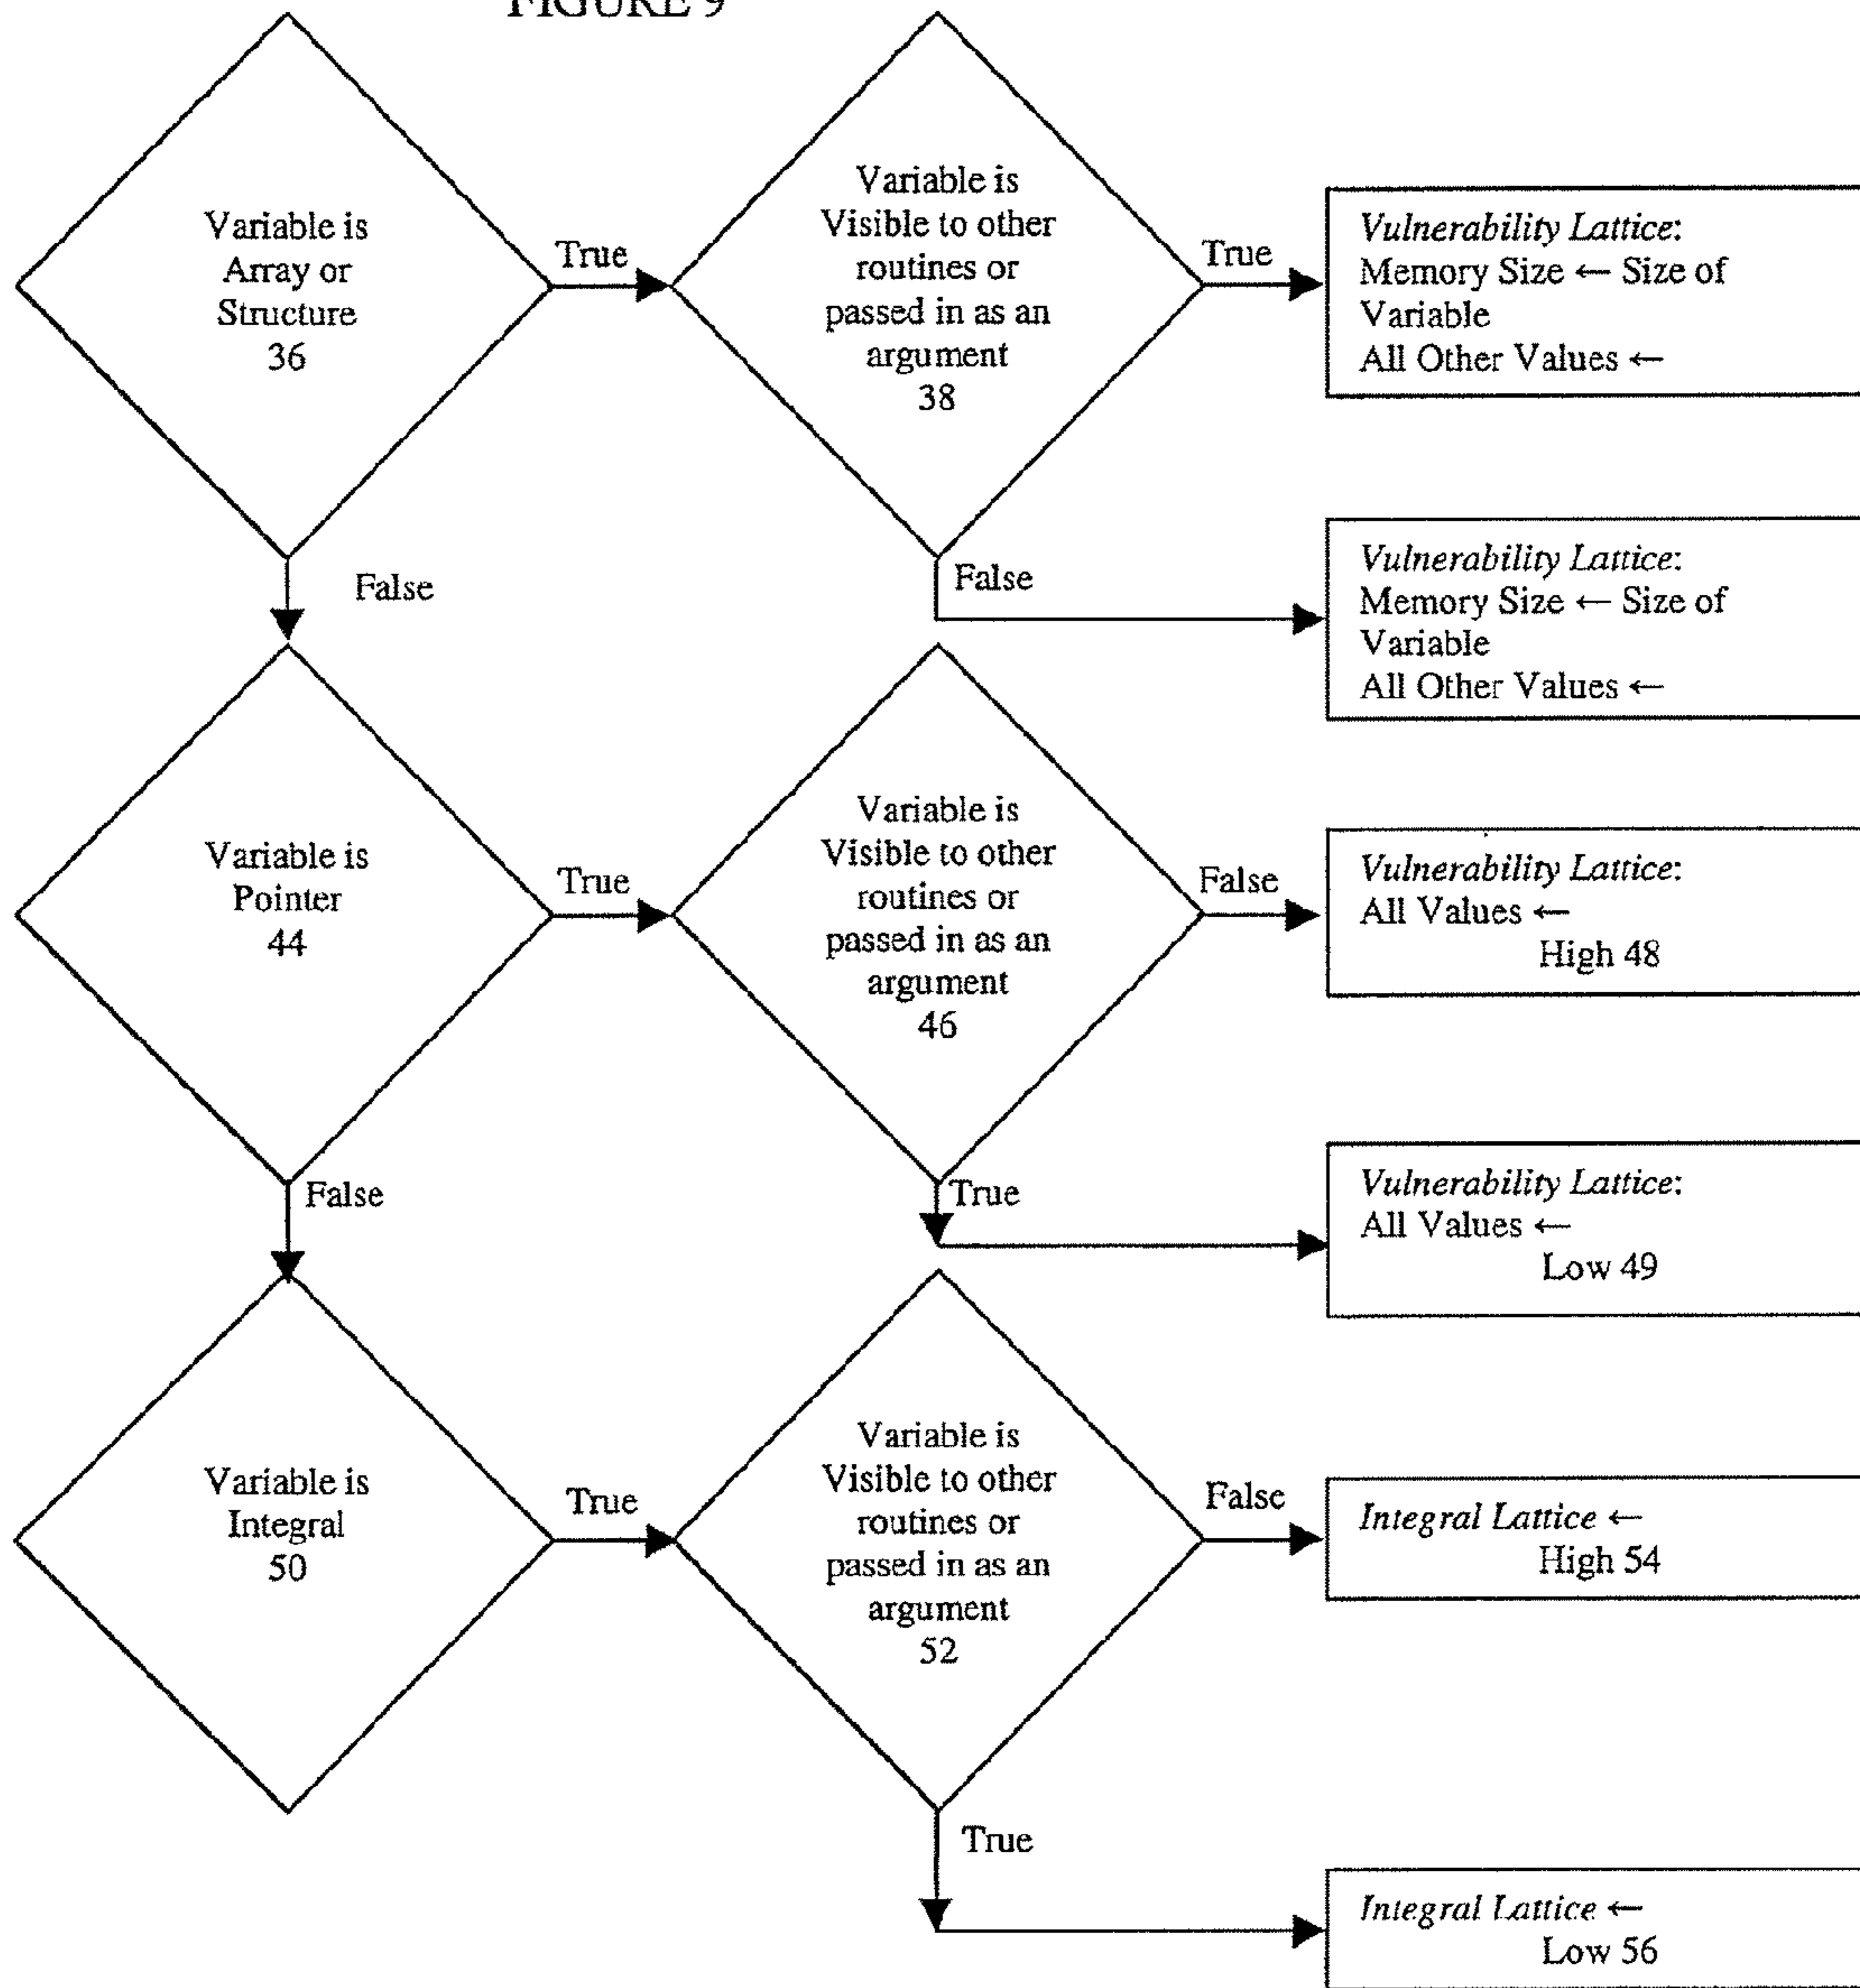 FIGURE 9
Variable is
Array or
Structure
36
True
Variable is
Visible to other
routines or
passed in as an
argument
38
True
Vulnerability Lattice:
Memory Size ← Size of
Variable
All Other Values ←
False
False
Vulnerability Lattice:
Memory Size ← Size of
Variable
All Other Values ←
Variable is
Pointer
44
True
Variable is
Visible to other
routines or
passed in as an
argument
46
False
Vulnerability Lattice:
All Values ←
High 48
False
True
Vulnerability Lattice:
All Values ←
Low 49
Variable is
Integral
50
True
Variable is
Visible to other
routines or
passed in as an
argument
52
False
Integral Lattice ←
High 54
True
Integral Lattice ←
Low 56